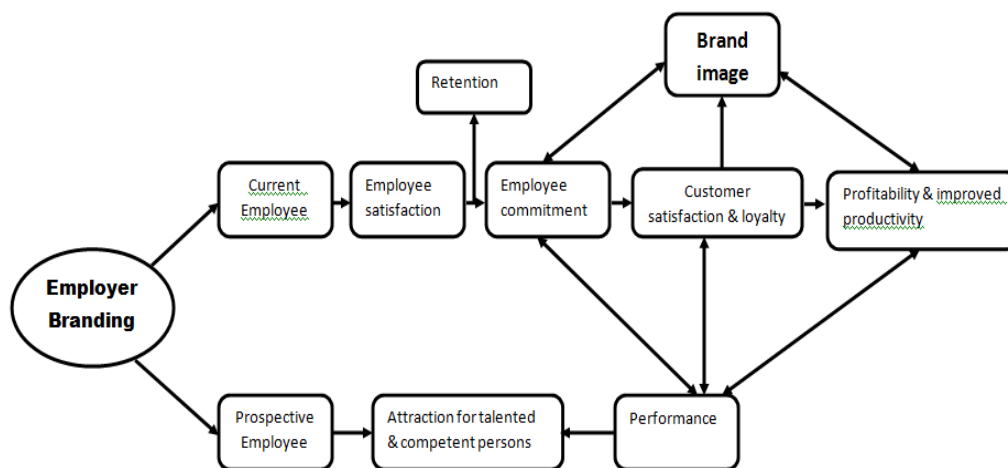 Brand
image
Retention
Current
Employee
Employee
satisfaction
Employee
commitment
Customer
satisfaction & loyalty
Profitability & improved
productivity
Employer
Branding
Prospective
Employee
Attraction for talented
& competent persons
Performance